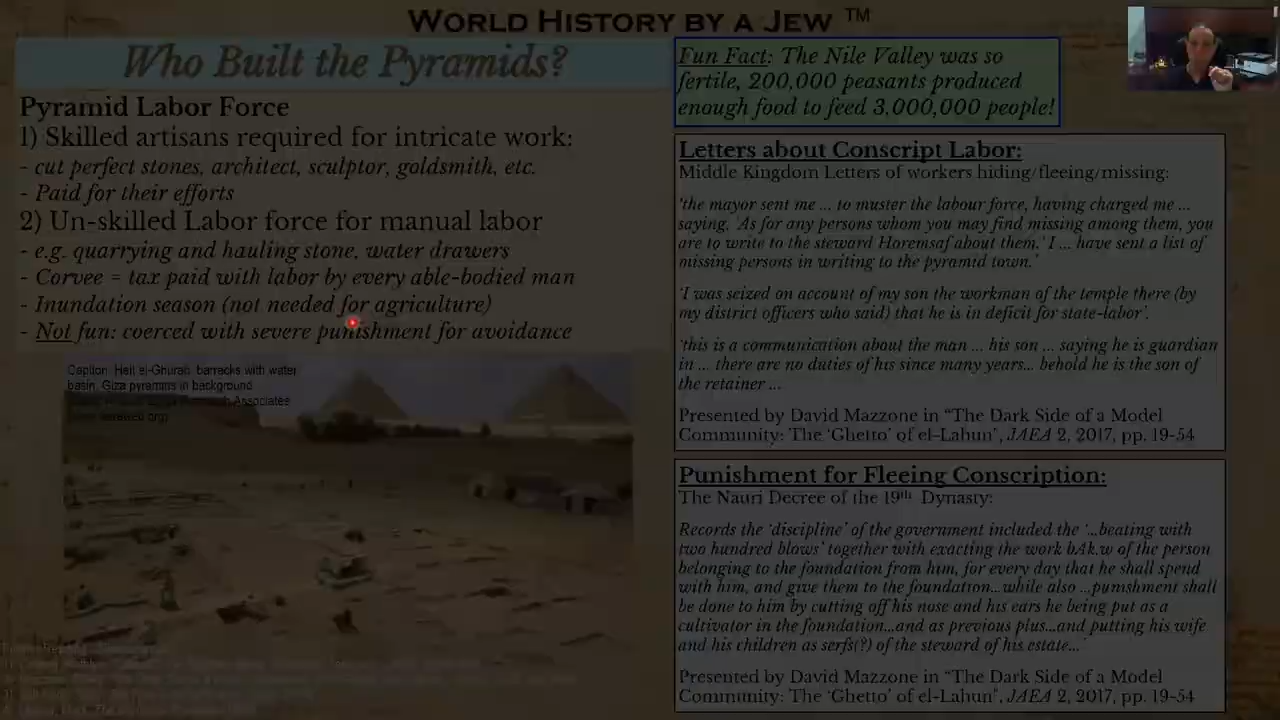 WORLD HISTORY BY A JEW ™
Who Built the Pyramids?
Pyramid Labor Force
1) Skilled artisans required for intricate work:
- cut perfect stones, architect, sculptor, goldsmith, etc.
- Paid for their efforts
2) Un-skilled Labor force for manual labor
- e.g. quarrying and hauling stone, water drawers
- Corvee = tax paid with labor by every able-bodied man
- Inundation season (not needed for agriculture)
- Not fun: coerced with severe punishment for avoidance
Caption: Heit el-Ghurab, barracks with water
basin, Giza pyramids in background
Associates
Fun Fact: The Nile Valley was so
fertile, 200,000 peasants produced
enough food to feed 3,000,000 people!
Letters about Conscript Labor:
Middle Kingdom Letters of workers hiding/fleeing/missing:
'the mayor sent me ... to muster the labour force, having charged me ...
saying, 'As for any persons whom you may find missing among them, you
are to write to the steward Horemsaf about them.' I ... have sent a list of
missing persons in writing to the pyramid town.'
'I was seized on account of my son the workman of the temple there (by
my district officers who said) that he is in deficit for state-labor'.
'this is a communication about the man ... his son ... saying he is guardian
in ... there are no duties of his since many years... behold he is the son of
the retainer ...
Presented by David Mazzone in "The Dark Side of a Model
Community: The 'Ghetto' of el-Lahun", JAEA 2, 2017, pp. 19-54
Punishment for Fleeing Conscription:
The Nauri Decree of the 19th Dynasty:
Records the 'discipline' of the government included the '...beating with
two hundred blows' together with exacting the work bAk.w of the person
belonging to the foundation from him, for every day that he shall spend
with him, and give them to the foundation...while also ...punishment shall
be done to him by cutting off his nose and his ears he being put as a
cultivator in the foundation...and as previous plus...and putting his wife
and his children as serfs(?) of the steward of his estate...'
Presented by David Mazzone in "The Dark Side of a Model
Community: The 'Ghetto' of el-Lahun", JAEA 2, 2017, pp. 19-54